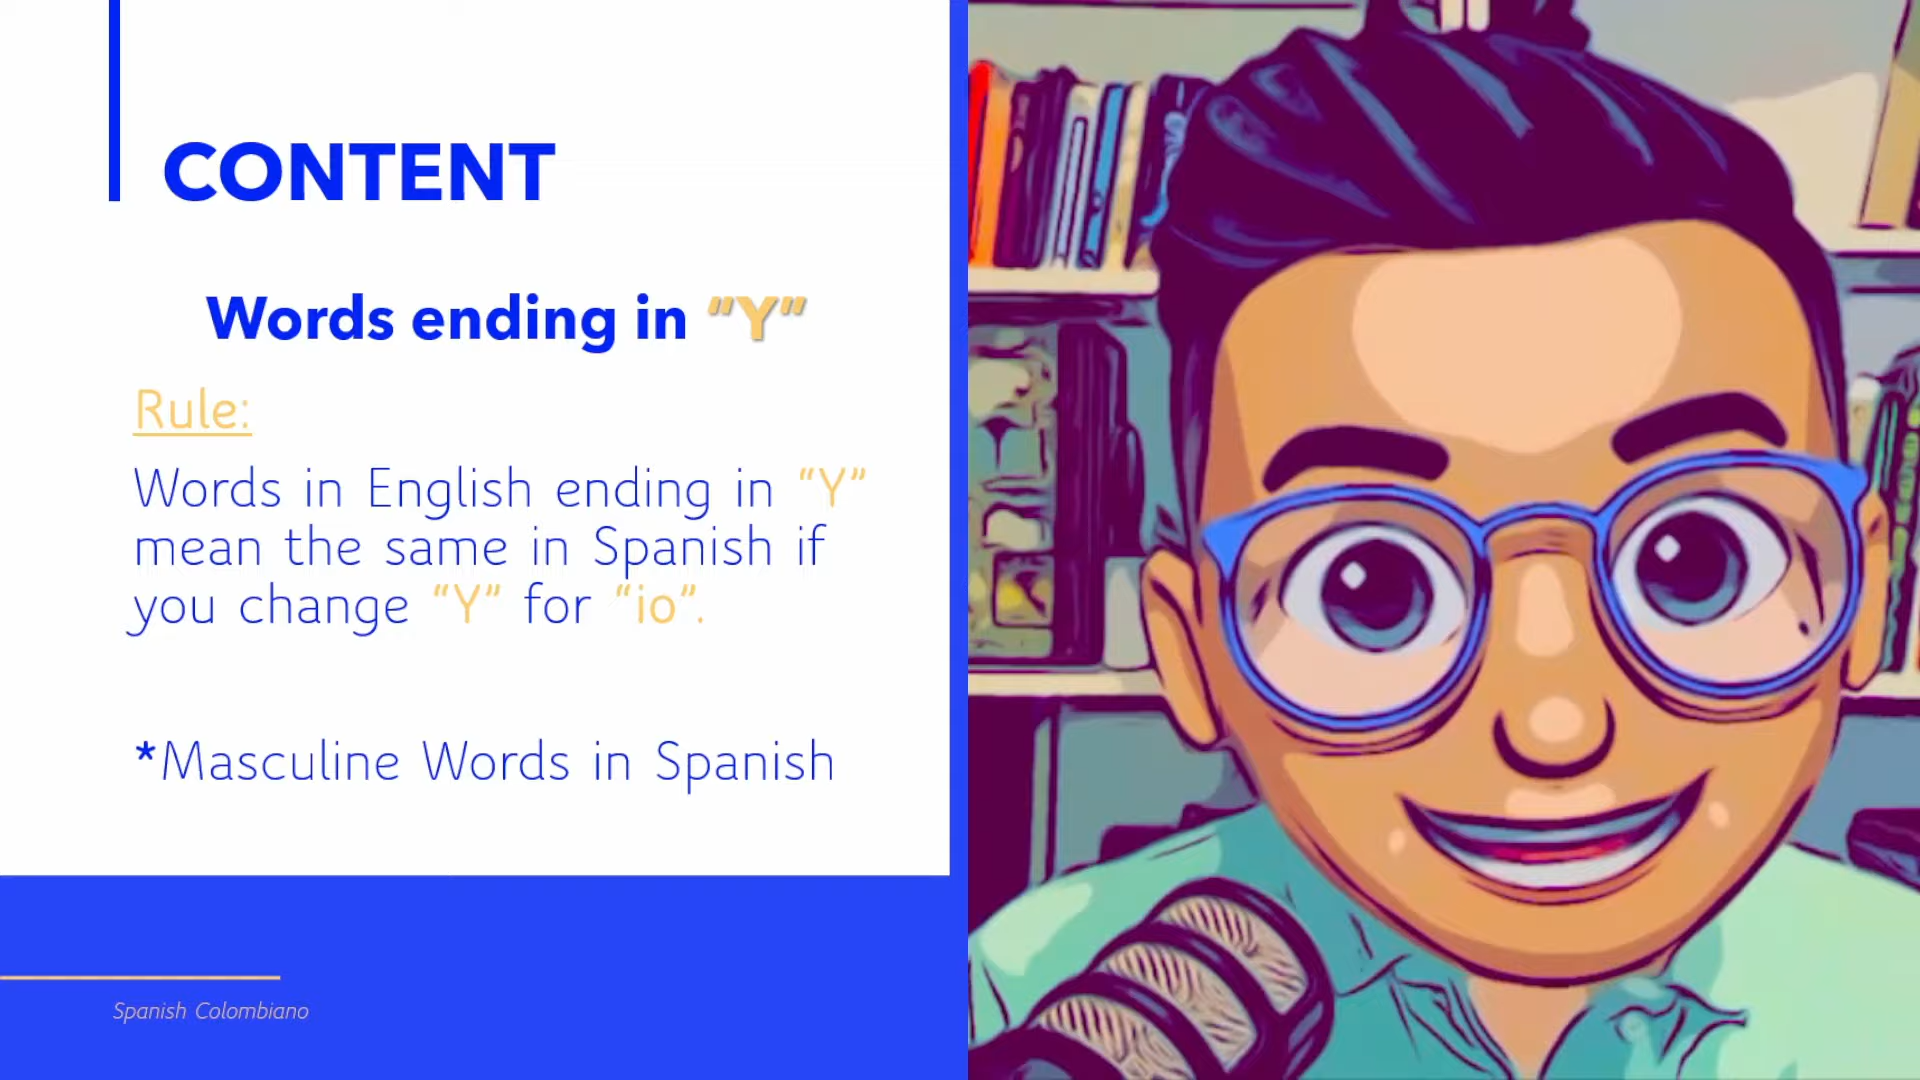 CONTENT
Words ending in “Y”
Rule:
Words in English ending in “Y”
mean the same in Spanish if
you change “Y” for “io”.
*Masculine Words in Spanish
Spanish Colombiano